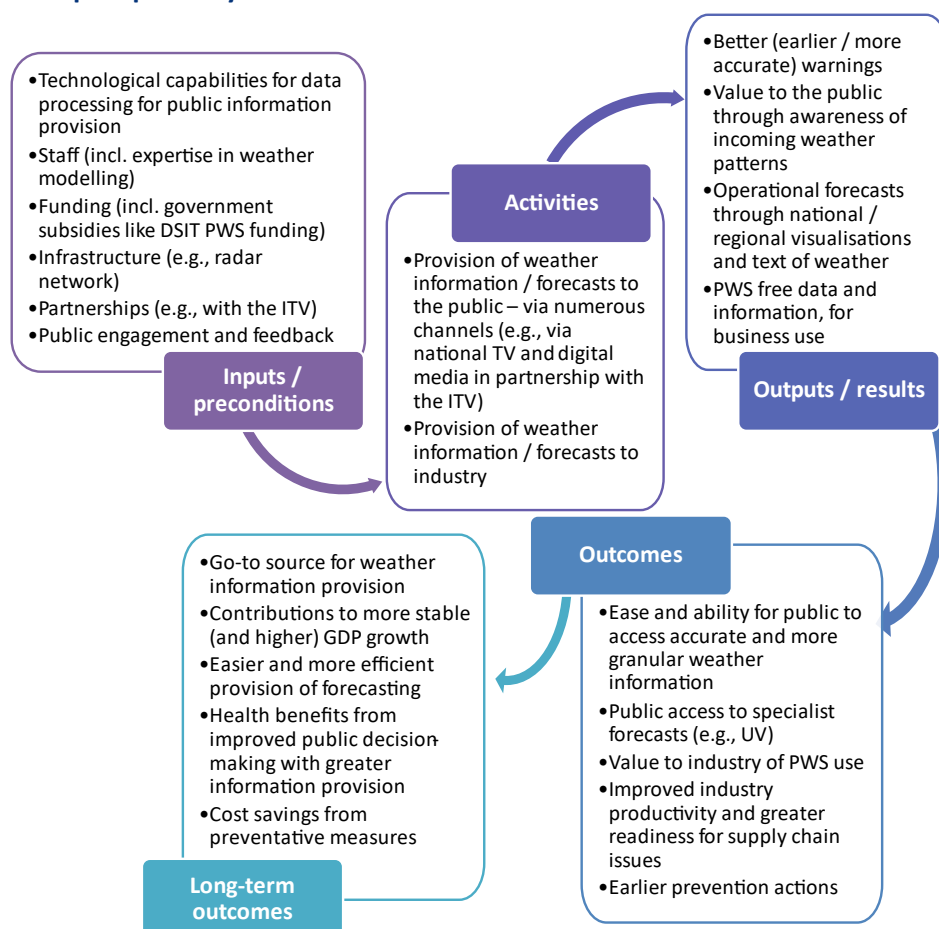 •Technological capabilities for data
processing for public information
provision
•Staff (incl. expertise in weather
modelling)
•Funding (incl. government
subsidies like DSIT PWS funding)
•Infrastructure (e.g., radar
network)
•Partnerships (e.g., with the ITV)
•Public engagement and feedback
Inputs /
preconditions
Activities
•Provision of weather
information / forecasts to
the public – via numerous
channels (e.g., via
national TV and digital
media in partnership with
the ITV)
•Provision of weather
information / forecasts to
industry
•Better (earlier / more
accurate) warnings
•Value to the public
through awareness of
incoming weather
patterns
•Operational forecasts
through national /
regional visualisations
and text of weather
•PWS free data and
information, for
business use
Outputs / results
Outcomes
•Ease and ability for public to
access accurate and more
granular weather
information
•Public access to specialist
forecasts (e.g., UV)
•Value to industry of PWS use
•Improved industry
productivity and greater
readiness for supply chain
issues
•Earlier prevention actions
•Go-to source for weather
information provision
•Contributions to more stable
(and higher) GDP growth
•Easier and more efficient
provision of forecasting
•Health benefits from
improved public decision-
making with greater
information provision
•Cost savings from
preventative measures
Long-term
outcomes